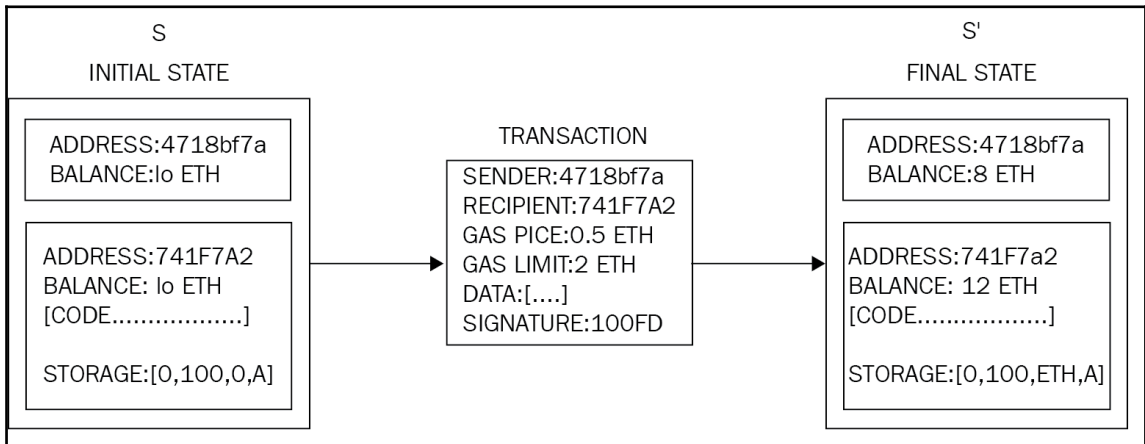 S
INITIAL STATE
ADDRESS:4718bf7a
BALANCE:lo ETH
ADDRESS:741F7A2
BALANCE: lo ETH
[CODE..................]
STORAGE:[0,100,0,A]
TRANSACTION
SENDER:4718bf7a
RECIPIENT:741F7A2
GAS PICE:0.5 ETH
GAS LIMIT:2 ETH
DATA:[....]
SIGNATURE:100FD
S'
FINAL STATE
ADDRESS:4718bf7a
BALANCE:8 ETH
ADDRESS:741F7a2
BALANCE: 12 ETH
[CODE..................]
STORAGE:[0,100,ETH,A]